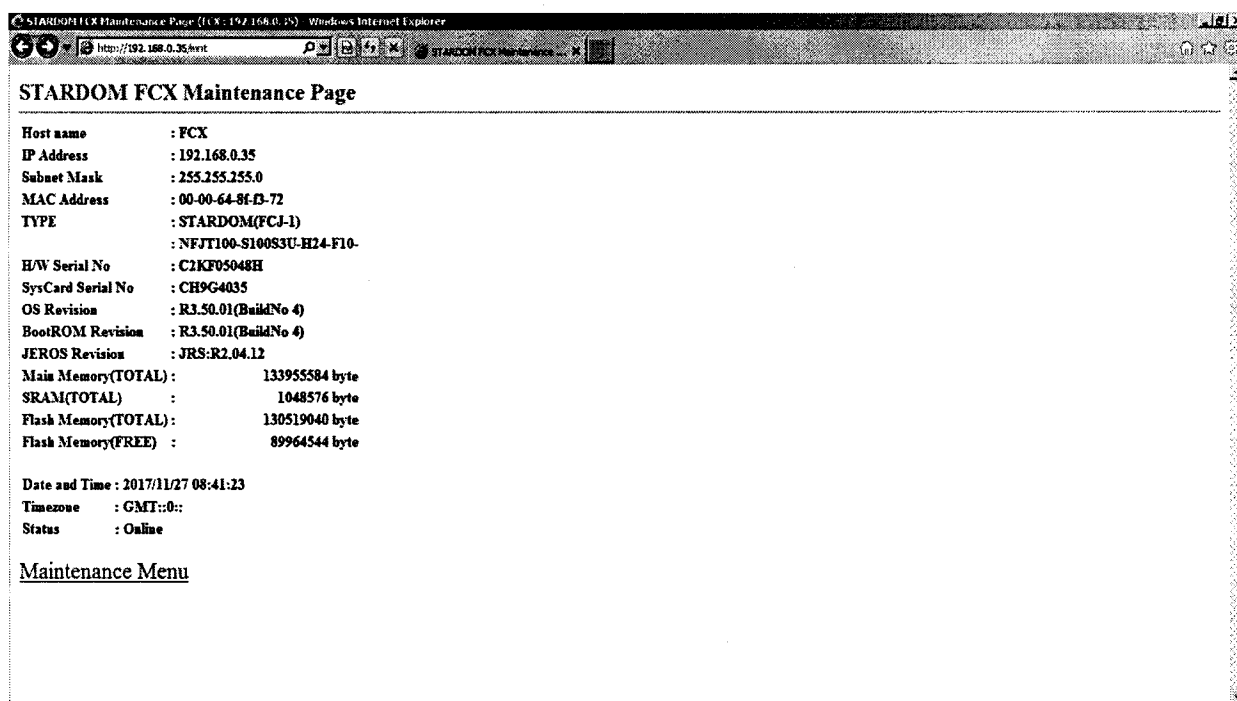 STARDOM FCX Maintenance Page (FCX : 192.168.0.35) - Windows Internet Explorer
http://192.168.0.35/mnt
STARDOM FCX Maintenance ...
STARDOM FCX Maintenance Page
Host name : FCX
IP Address : 192.168.0.35
Subnet Mask : 255.255.255.0
MAC Address : 00-00-64-8f-f3-72
TYPE : STARDOM(FCJ-1)
: NFJT100-S100S3U-H24-F10-
H/W Serial No : C2KF05048H
SysCard Serial No : CH9G4035
OS Revision : R3.50.01(BuildNo 4)
BootROM Revision : R3.50.01(BuildNo 4)
JEROS Revision : JRS:R2.04.12
Main Memory(TOTAL) : 133955584 byte
SRAM(TOTAL) : 1048576 byte
Flash Memory(TOTAL) : 130519040 byte
Flash Memory(FREE) : 89964544 byte
Date and Time : 2017/11/27 08:41:23
Timezone : GMT::0::
Status : Online
Maintenance Menu